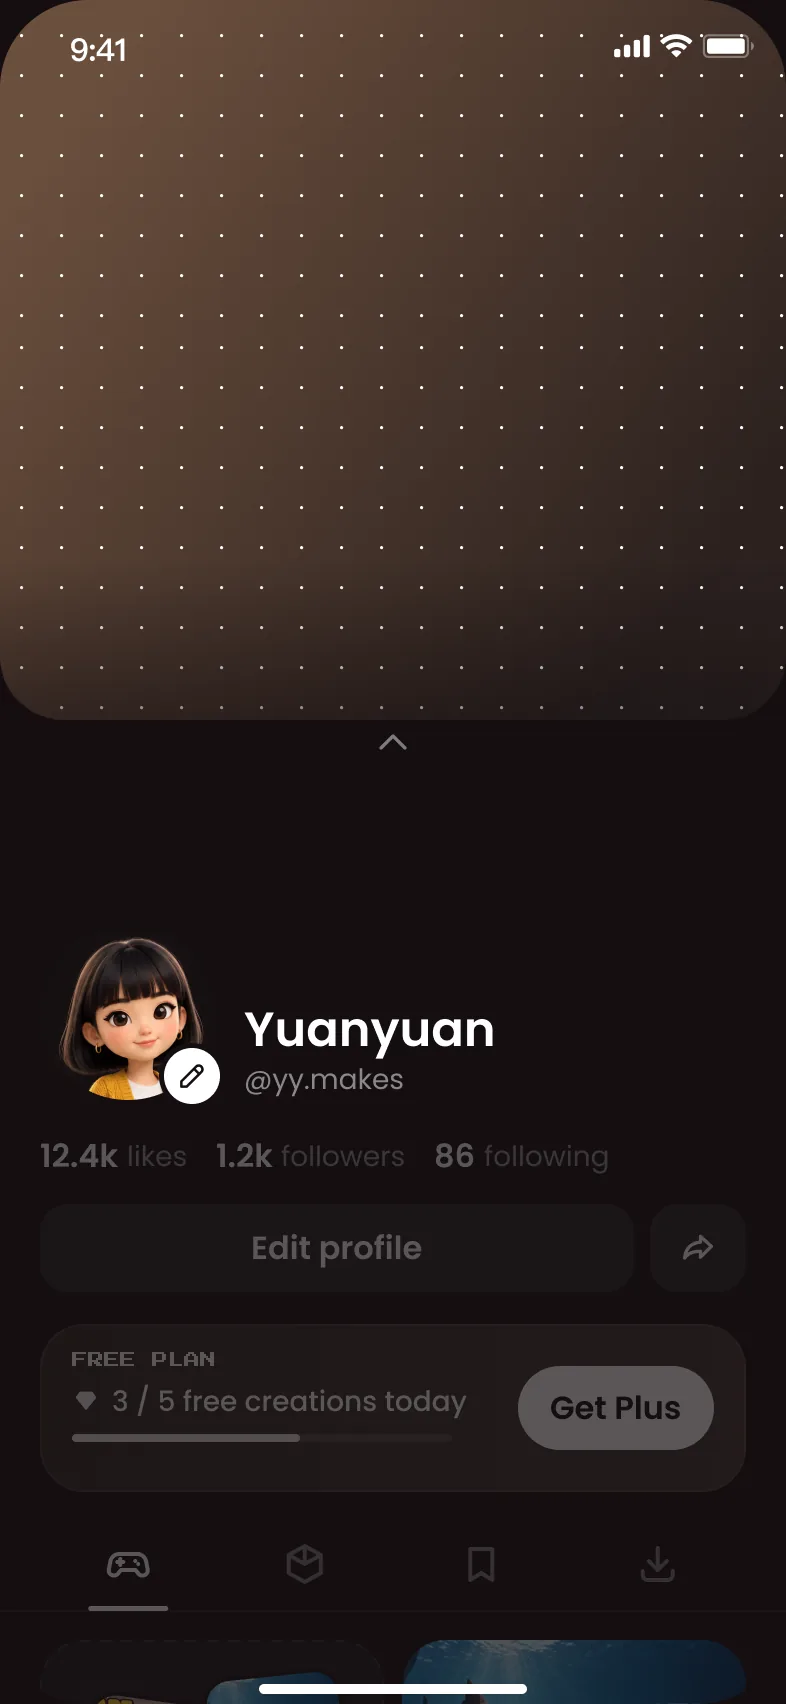 9:41
Yuanyuan
@yy.makes
12.4k likes 1.2k followers 86 following
Edit profile
FREE PLAN
3 / 5 free creations today
Get Plus